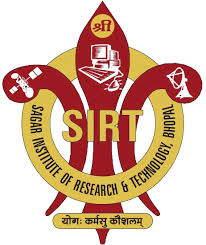 श्री
SIRT
SAGAR INSTITUTE OF RESEARCH & TECHNOLOGY, BHOPAL
योगः कर्मसु कौशलम्